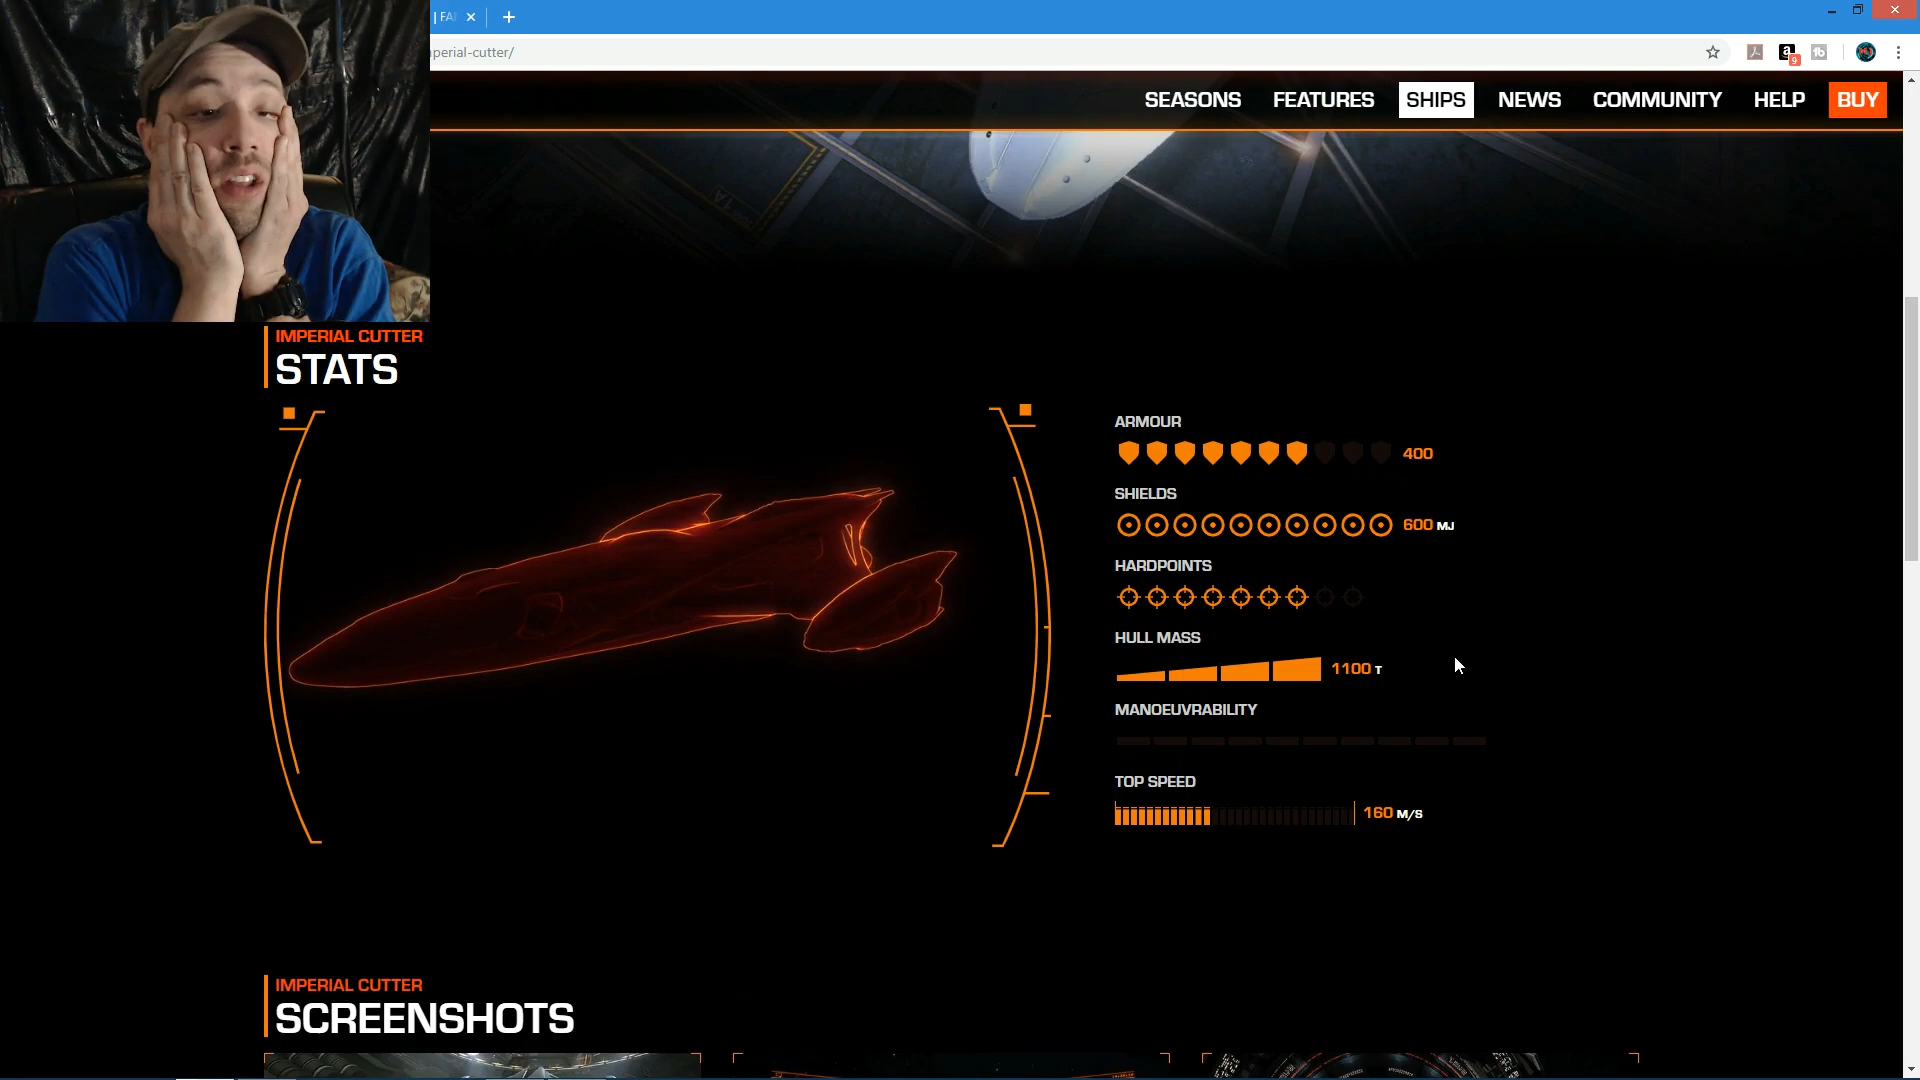 | FA
perial-cutter/
9
SEASONS FEATURES SHIPS NEWS COMMUNITY HELP BUY
IMPERIAL CUTTER
STATS
ARMOUR
400
SHIELDS
600 MJ
HARDPOINTS
HULL MASS
1100 T
MANOEUVRABILITY
TOP SPEED
160 M/S
IMPERIAL CUTTER
SCREENSHOTS